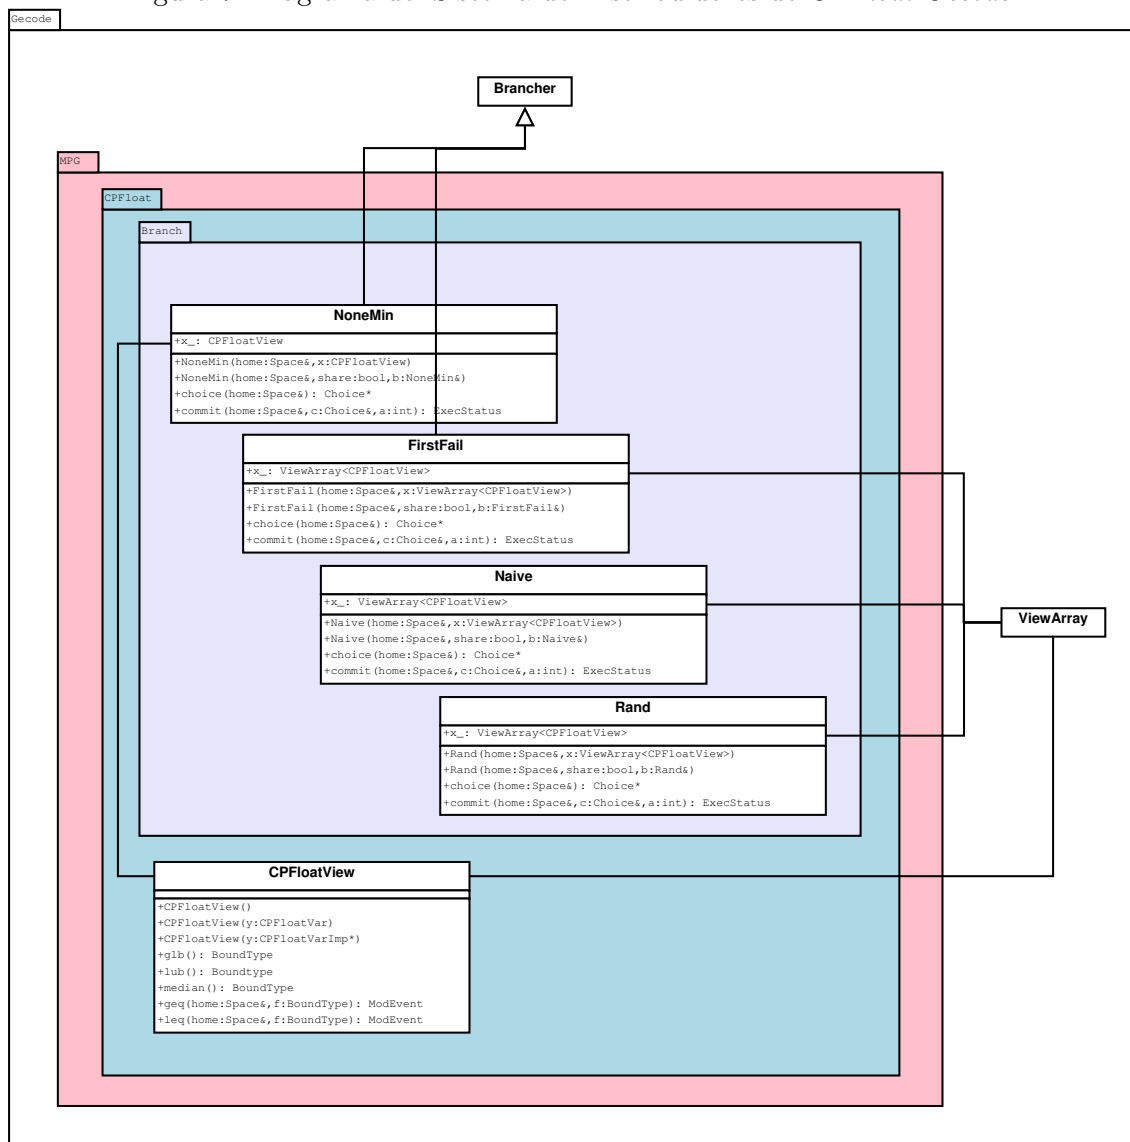 Gecode
Brancher
MPG
CPFloat
Branch
NoneMin
+x_: CPFloatView
+NoneMin(home:Space&,x:CPFloatView)
+NoneMin(home:Space&,share:bool,b:NoneMin&)
+choice(home:Space&): Choice*
+commit(home:Space&,c:Choice&,a:int): ExecStatus
FirstFail
+x_: ViewArray<CPFloatView>
+FirstFail(home:Space&,x:ViewArray<CPFloatView>)
+FirstFail(home:Space&,share:bool,b:FirstFail&)
+choice(home:Space&): Choice*
+commit(home:Space&,c:Choice&,a:int): ExecStatus
Naive
+x_: ViewArray<CPFloatView>
+Naive(home:Space&,x:ViewArray<CPFloatView>)
+Naive(home:Space&,share:bool,b:Naive&)
+choice(home:Space&): Choice*
+commit(home:Space&,c:Choice&,a:int): ExecStatus
ViewArray
Rand
+x_: ViewArray<CPFloatView>
+Rand(home:Space&,x:ViewArray<CPFloatView>)
+Rand(home:Space&,share:bool,b:Rand&)
+choice(home:Space&): Choice*
+commit(home:Space&,c:Choice&,a:int): ExecStatus
CPFloatView
+CPFloatView()
+CPFloatView(y:CPFloatVar)
+CPFloatView(y:CPFloatVarImp*)
+glb(): BoundType
+lub(): Boundtype
+median(): BoundType
+geq(home:Space&,f:BoundType): ModEvent
+leq(home:Space&,f:BoundType): ModEvent